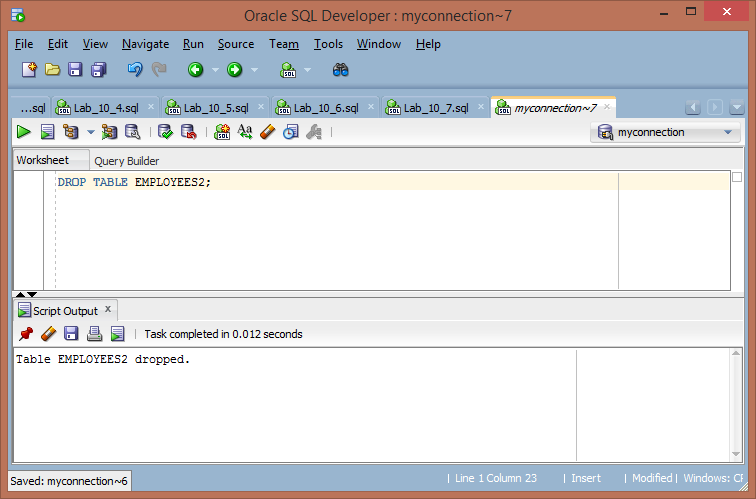 Oracle SQL Developer : myconnection~7
File Edit View Navigate Run Source Team Tools Window Help
...sql Lab_10_4.sql Lab_10_5.sql Lab_10_6.sql Lab_10_7.sql myconnection~7
myconnection
Worksheet Query Builder
DROP TABLE EMPLOYEES2;
Script Output
Task completed in 0.012 seconds
Table EMPLOYEES2 dropped.
Saved: myconnection~6
Line 1 Column 23 Insert Modified Windows: